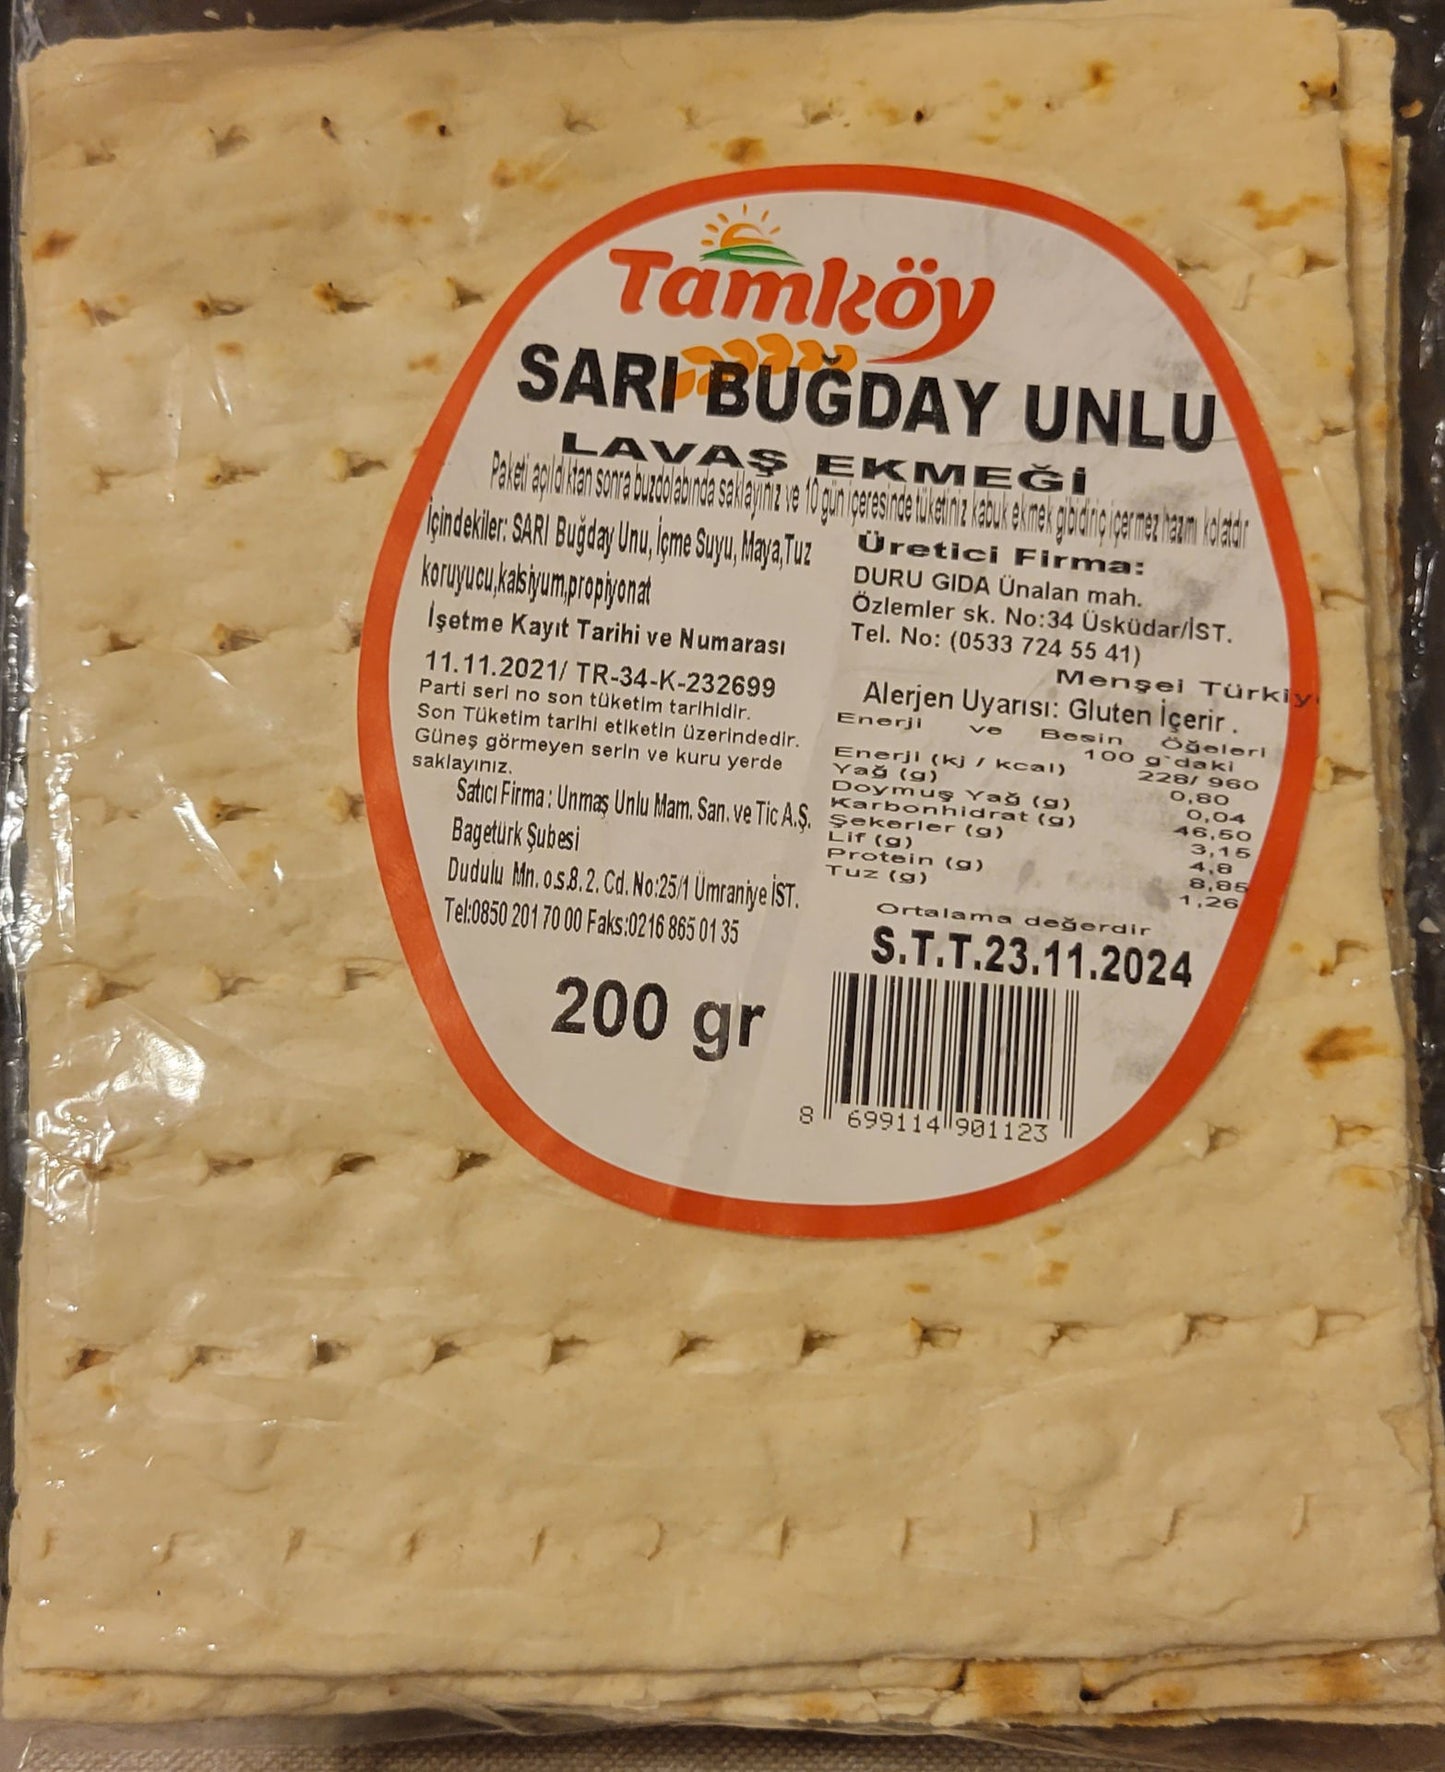 Tamköy
SARI BUĞDAY UNLU
LAVAŞ EKMEĞİ
Paketi açıldıktan sonra buzdolabında saklayınız ve 10 gün içeresinde tüketiniz kabuk ekmek gibidir iç içermez hazmı kolatdır
İçindekiler: SARI Buğday Unu, İçme Suyu, Maya,Tuz
koruyucu,kalsiyum,propiyonat
İşetme Kayıt Tarihi ve Numarası
11.11.2021/ TR-34-K-232699
Parti seri no son tüketim tarihidir.
Son Tüketim tarihi etiketin üzerindedir.
Güneş görmeyen serin ve kuru yerde
saklayınız.
Satıcı Firma : Unmaş Unlu Mam. San. ve Tic A.Ş.
Bagetürk Şubesi
Dudulu Mn. o.s.8. 2. Cd. No:25/1 Ümraniye İST.
Tel:0850 201 70 00 Faks:0216 865 01 35
200 gr
Üretici Firma:
DURU GIDA Ünalan mah.
Özlemler sk. No:34 Üsküdar/İST.
Tel. No: (0533 724 55 41)
Menşei Türkiy
Alerjen Uyarısı: Gluten İçerir .
Enerji ve Besin Öğeleri
100 g`daki
Enerji (kj / kcal) 228/ 960
Yağ (g) 0,80
Doymuş Yağ (g) 0,04
Karbonhidrat (g) 46,50
Şekerler (g) 3,15
Lif (g) 4,8
Protein (g) 8,85
Tuz (g) 1,26
Ortalama değerdir
S.T.T.23.11.2024
8 699114 901123